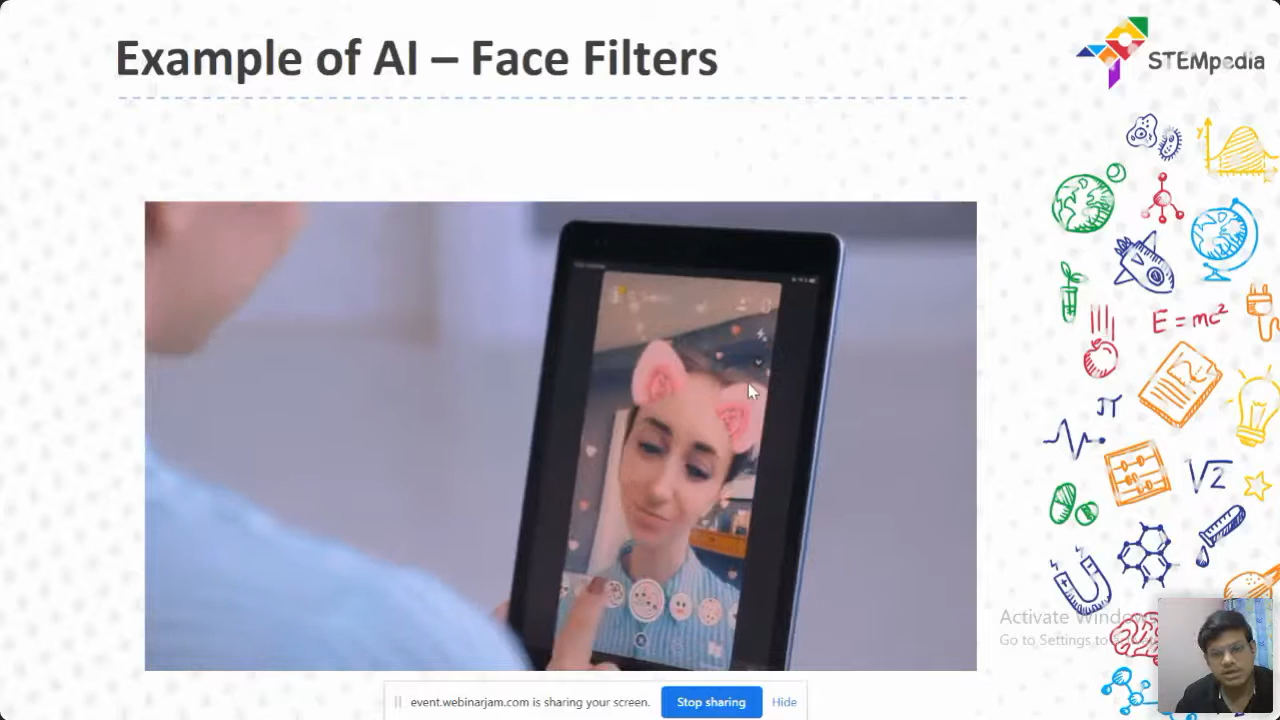 Example of AI – Face Filters
STEMpedia
y
E = mc²
π
√2
Activate Windows
Go to Settings to
event.webinarjam.com is sharing your screen.
Stop sharing
Hide